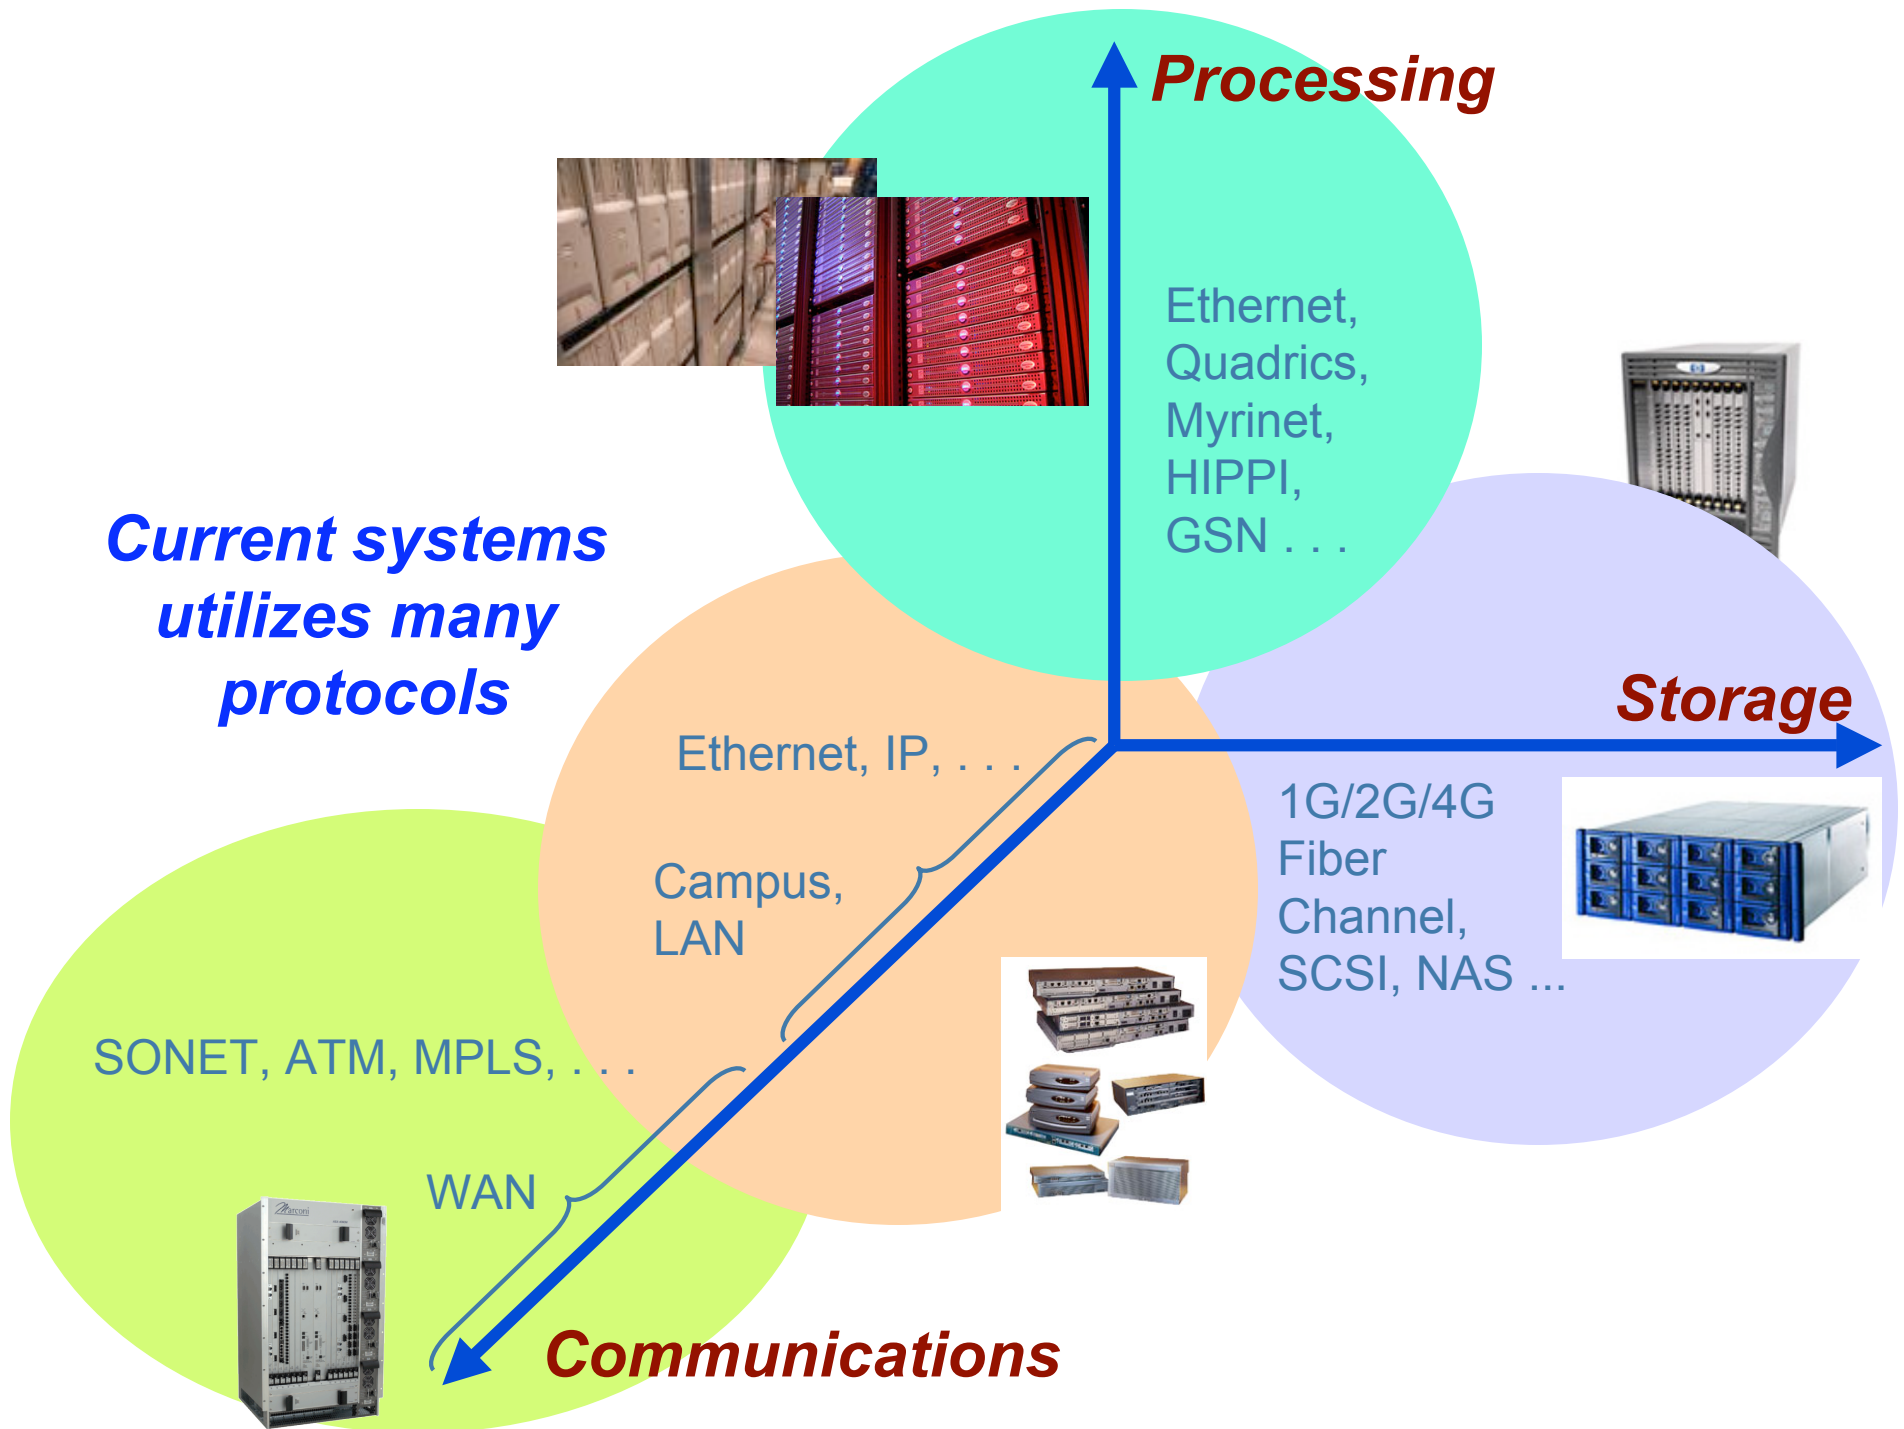 Processing
Ethernet,
Quadrics,
Myrinet,
HIPPI,
GSN . . .
Current systems
utilizes many
protocols
Storage
Ethernet, IP, . . .
1G/2G/4G
Fiber
Channel,
SCSI, NAS ...
Campus,
LAN
SONET, ATM, MPLS, . . .
WAN
Marconi
Communications